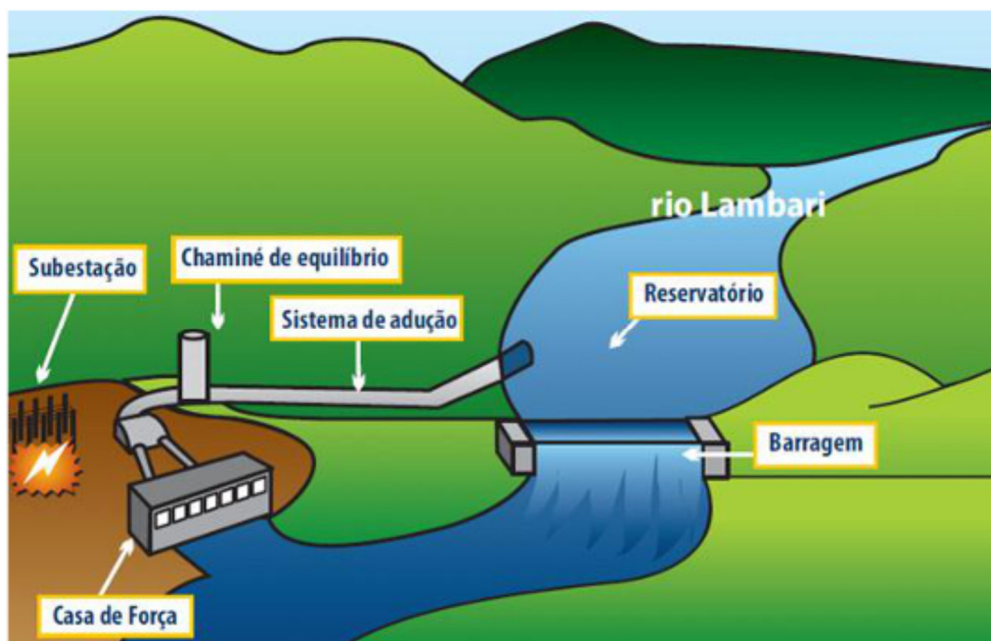 rio Lambari
Chaminé de equilíbrio
Subestação
Reservatório
Sistema de adução
Barragem
Casa de Força